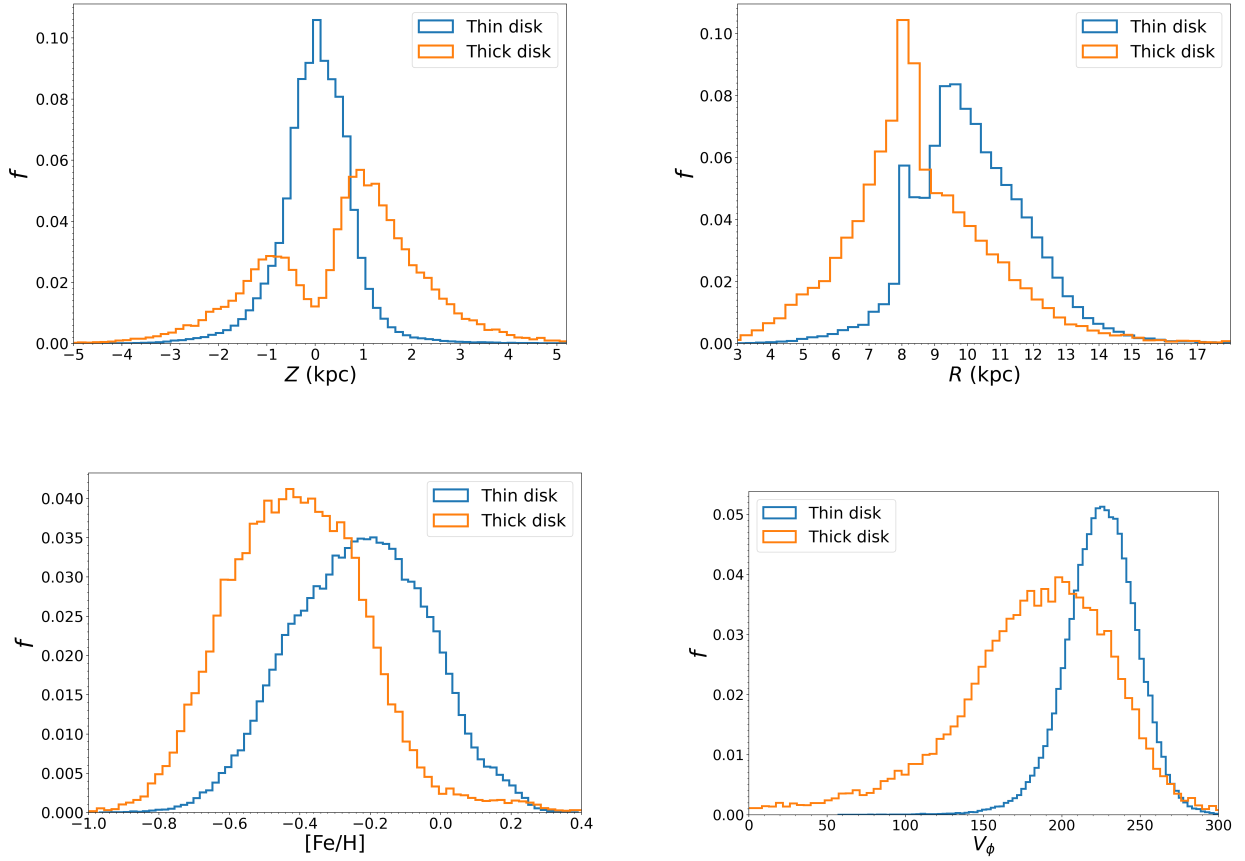 Thin disk
Thick disk
f
0.10
0.08
0.06
0.04
0.02
0.00
−5 −4 −3 −2 −1 0 1 2 3 4 5
Z (kpc)
Thin disk
Thick disk
f
0.10
0.08
0.06
0.04
0.02
0.00
3 4 5 6 7 8 9 10 11 12 13 14 15 16 17
R (kpc)
Thin disk
Thick disk
f
0.040
0.035
0.030
0.025
0.020
0.015
0.010
0.005
0.000
−1.0 −0.8 −0.6 −0.4 −0.2 0.0 0.2 0.4
[Fe/H]
Thin disk
Thick disk
f
0.05
0.04
0.03
0.02
0.01
0.00
0 50 100 150 200 250 300
Vϕ